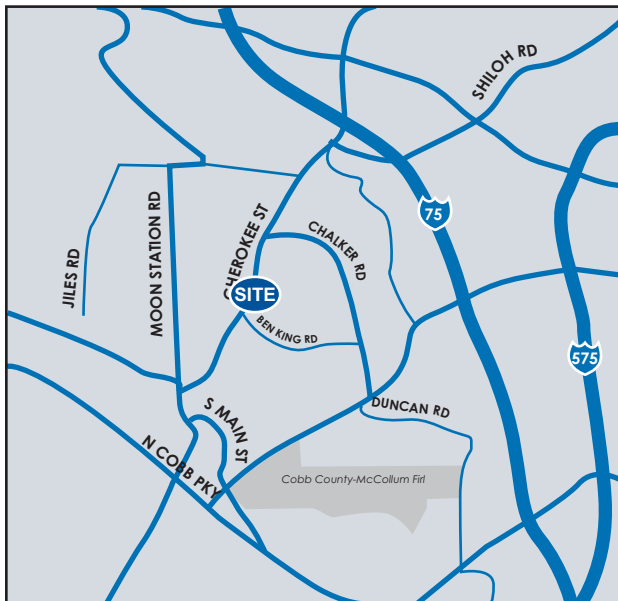 SHILOH RD
75
CHEROKEE ST
CHALKER RD
MOON STATION RD
JILES RD
SITE
BEN KING RD
575
DUNCAN RD
S MAIN ST
N COBB PKY
Cobb County-McCollum Firl